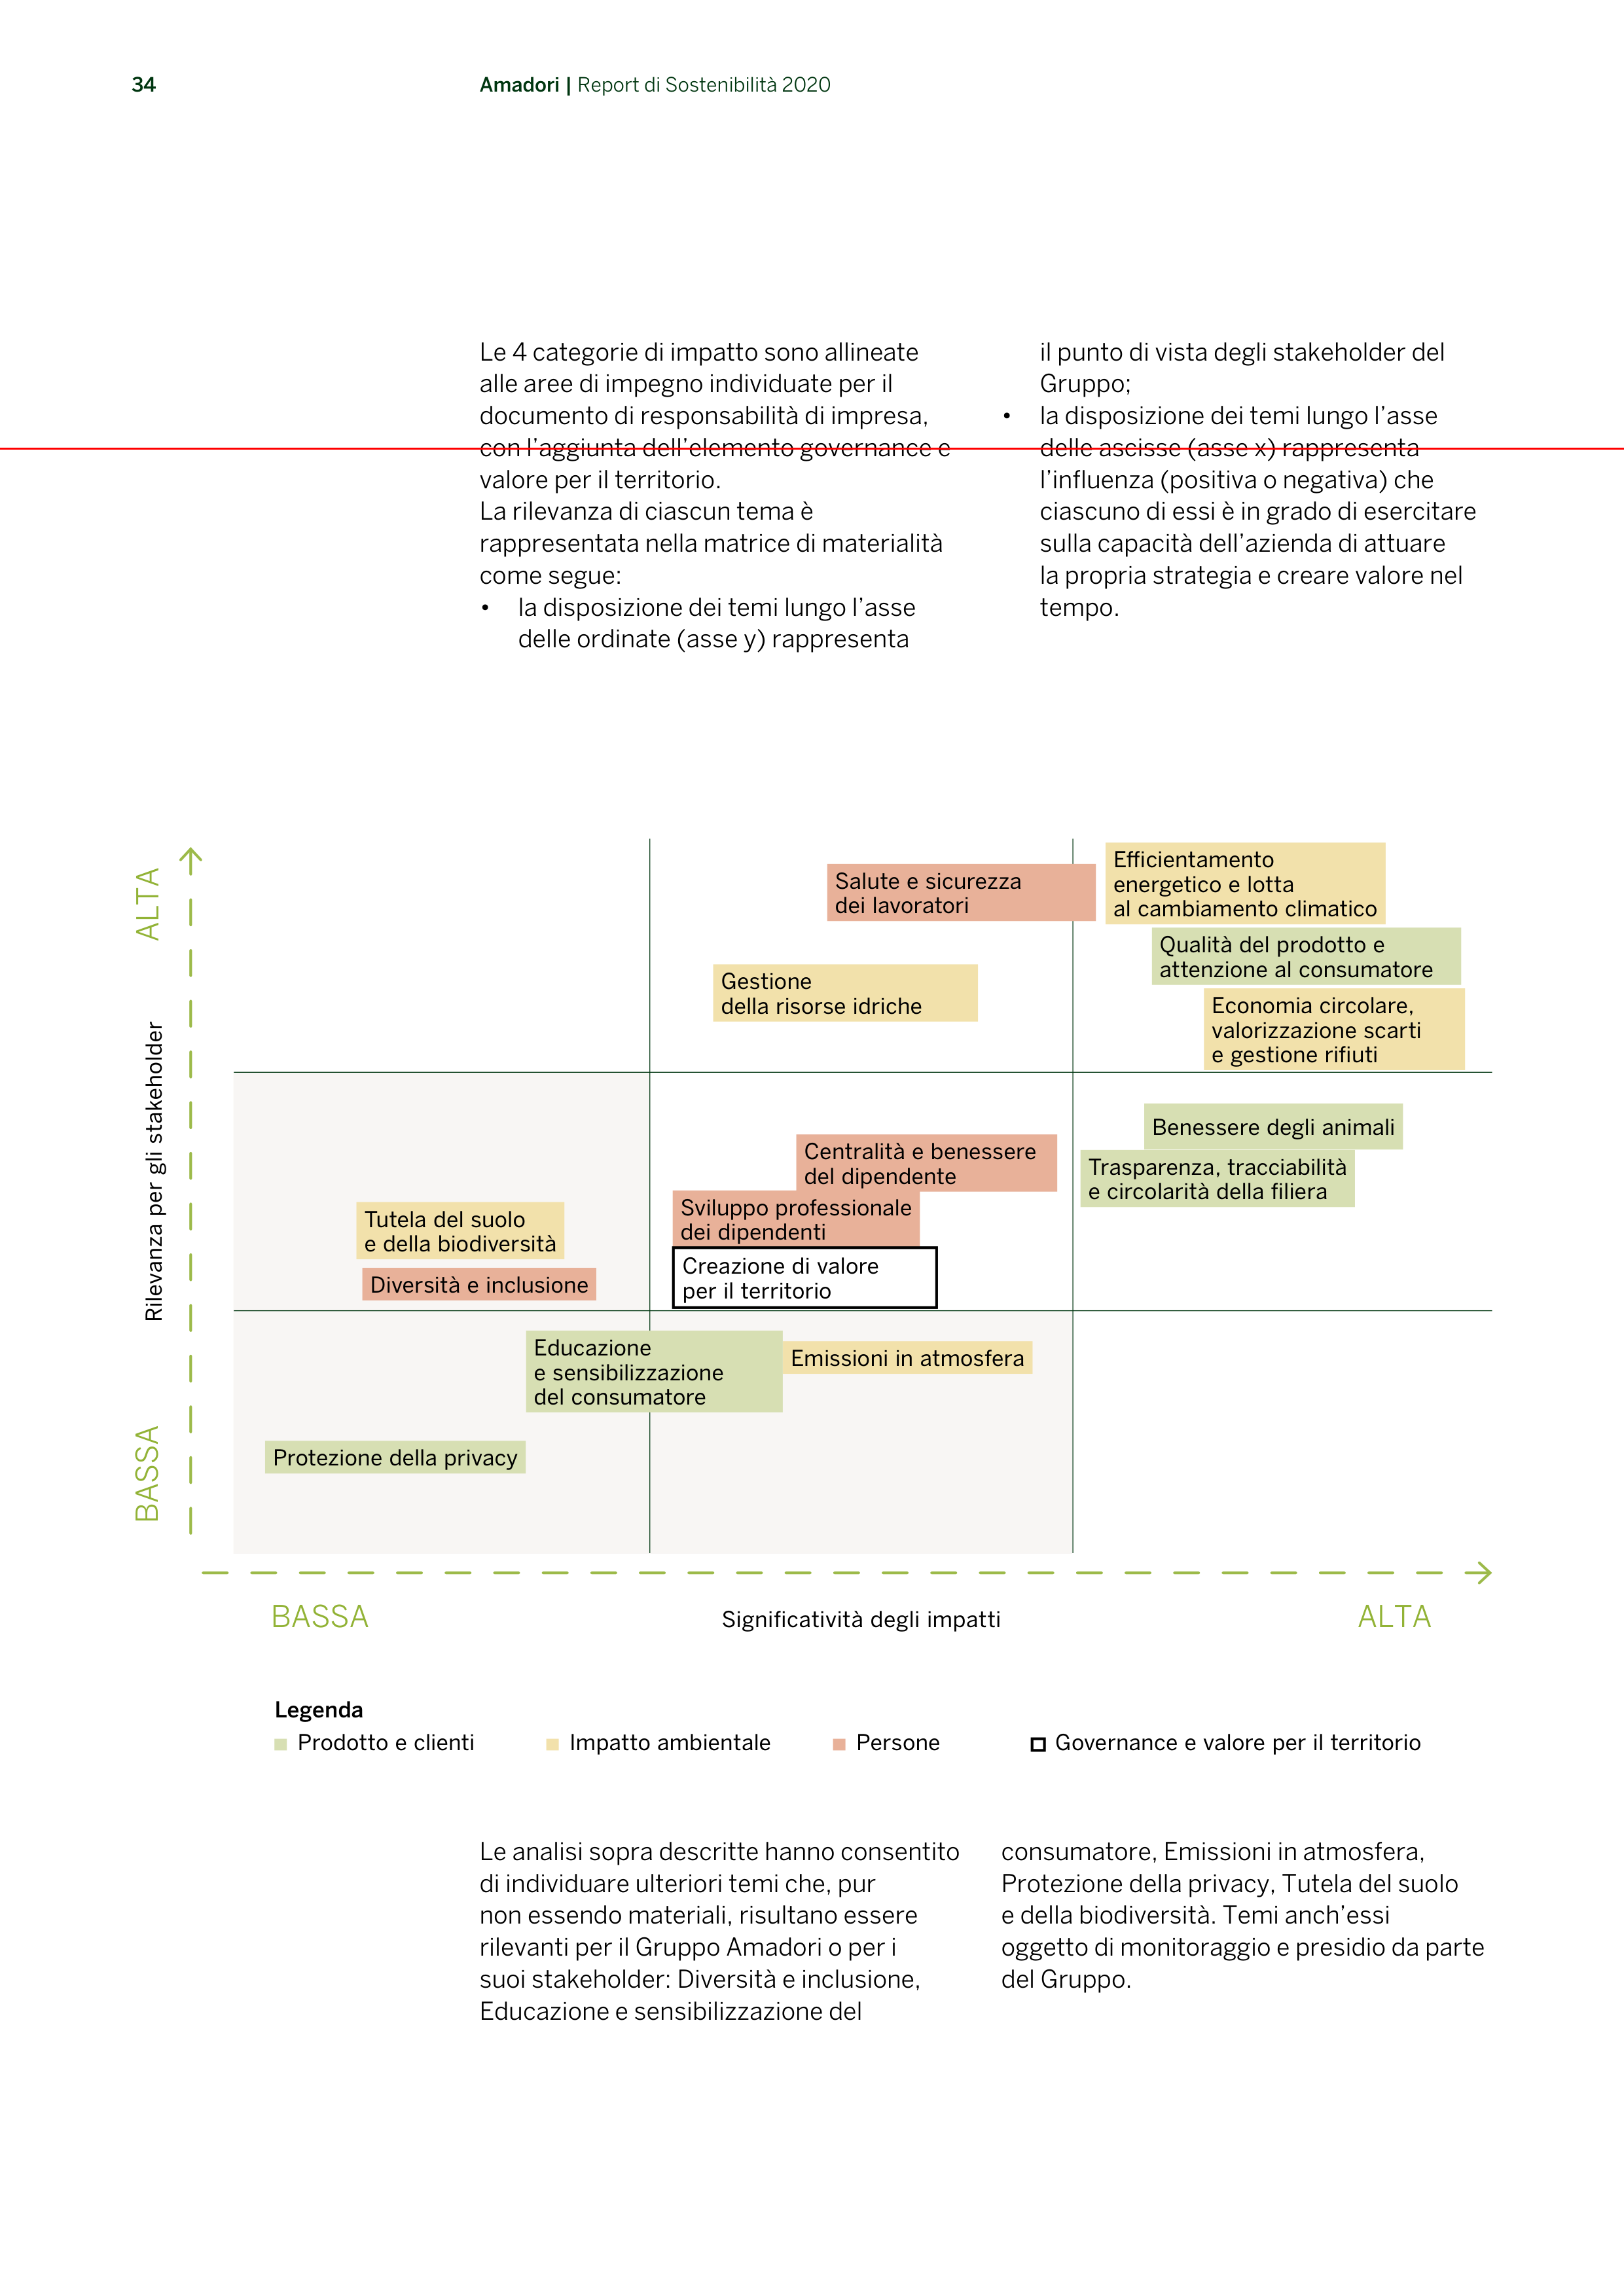 34
Amadori | Report di Sostenibilità 2020
Le 4 categorie di impatto sono allineate
alle aree di impegno individuate per il
documento di responsabilità di impresa,
con l'aggiunta dell'elemento governance e
valore per il territorio.
La rilevanza di ciascun tema è
rappresentata nella matrice di materialità
come segue:
• la disposizione dei temi lungo l'asse
delle ordinate (asse y) rappresenta
il punto di vista degli stakeholder del
Gruppo;
• la disposizione dei temi lungo l'asse
delle ascisse (asse x) rappresenta
l'influenza (positiva o negativa) che
ciascuno di essi è in grado di esercitare
sulla capacità dell'azienda di attuare
la propria strategia e creare valore nel
tempo.
ALTA
Rilevanza per gli stakeholder
BASSA
Salute e sicurezza
dei lavoratori
Efficientamento
energetico e lotta
al cambiamento climatico
Qualità del prodotto e
attenzione al consumatore
Gestione
della risorse idriche
Economia circolare,
valorizzazione scarti
e gestione rifiuti
Benessere degli animali
Centralità e benessere
del dipendente
Trasparenza, tracciabilità
e circolarità della filiera
Sviluppo professionale
dei dipendenti
Tutela del suolo
e della biodiversità
Creazione di valore
per il territorio
Diversità e inclusione
Educazione
e sensibilizzazione
del consumatore
Emissioni in atmosfera
Protezione della privacy
BASSA
Significatività degli impatti
ALTA
Legenda
Prodotto e clienti
Impatto ambientale
Persone
Governance e valore per il territorio
Le analisi sopra descritte hanno consentito
di individuare ulteriori temi che, pur
non essendo materiali, risultano essere
rilevanti per il Gruppo Amadori o per i
suoi stakeholder: Diversità e inclusione,
Educazione e sensibilizzazione del
consumatore, Emissioni in atmosfera,
Protezione della privacy, Tutela del suolo
e della biodiversità. Temi anch'essi
oggetto di monitoraggio e presidio da parte
del Gruppo.